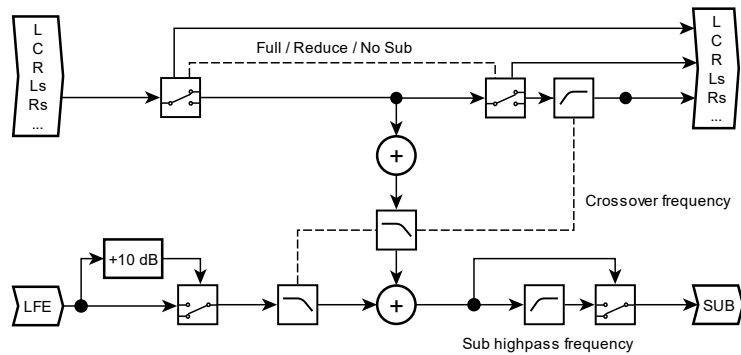 L
C
R
Ls
Rs
...
Full / Reduce / No Sub
L
C
R
Ls
Rs
...
+
Crossover frequency
+10 dB
LFE
+
SUB
Sub highpass frequency